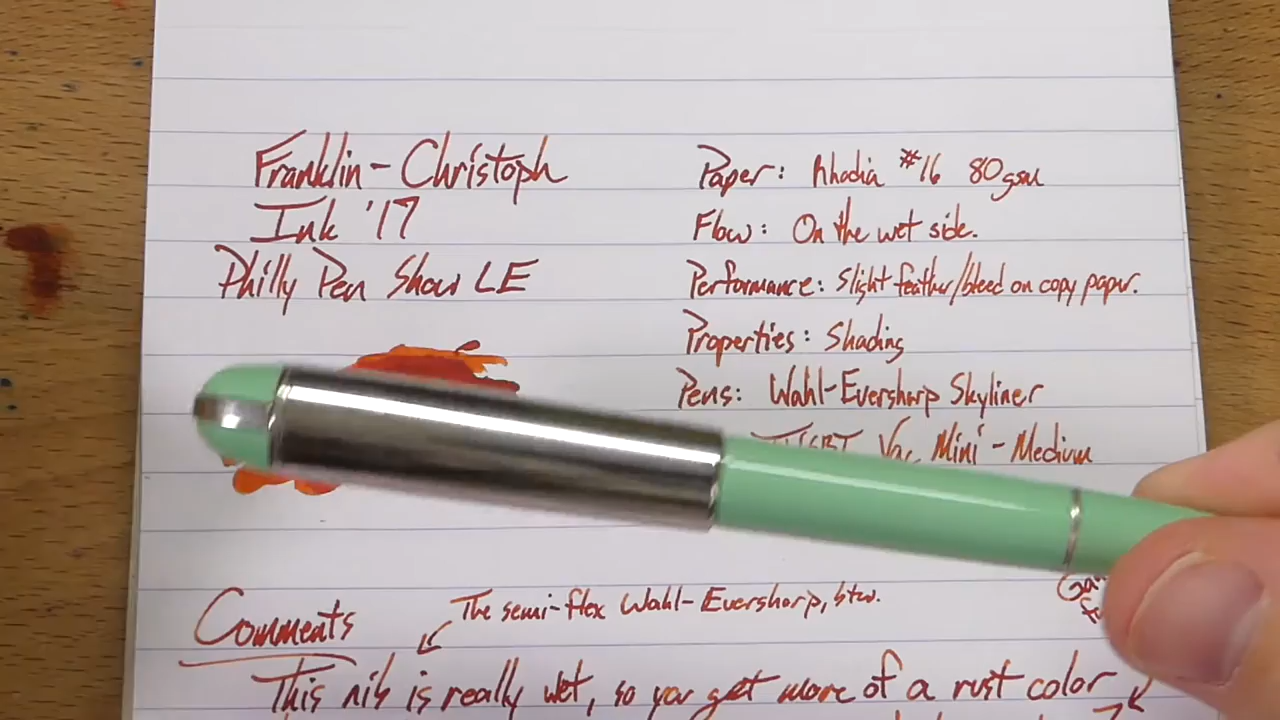 Franklin-Christoph
Ink '17
Philly Pen Show LE
Paper: Rhodia #16 80gsm
Flow: On the wet side.
Performance: Slight feather/bleed on copy paper.
Properties: Shading
Pens: Wahl-Eversharp Skyliner
TWSBI Vac Mini - Medium
Comments
The semi-flex Wahl-Eversharp, btw.
This nib is really wet, so you get more of a rust color